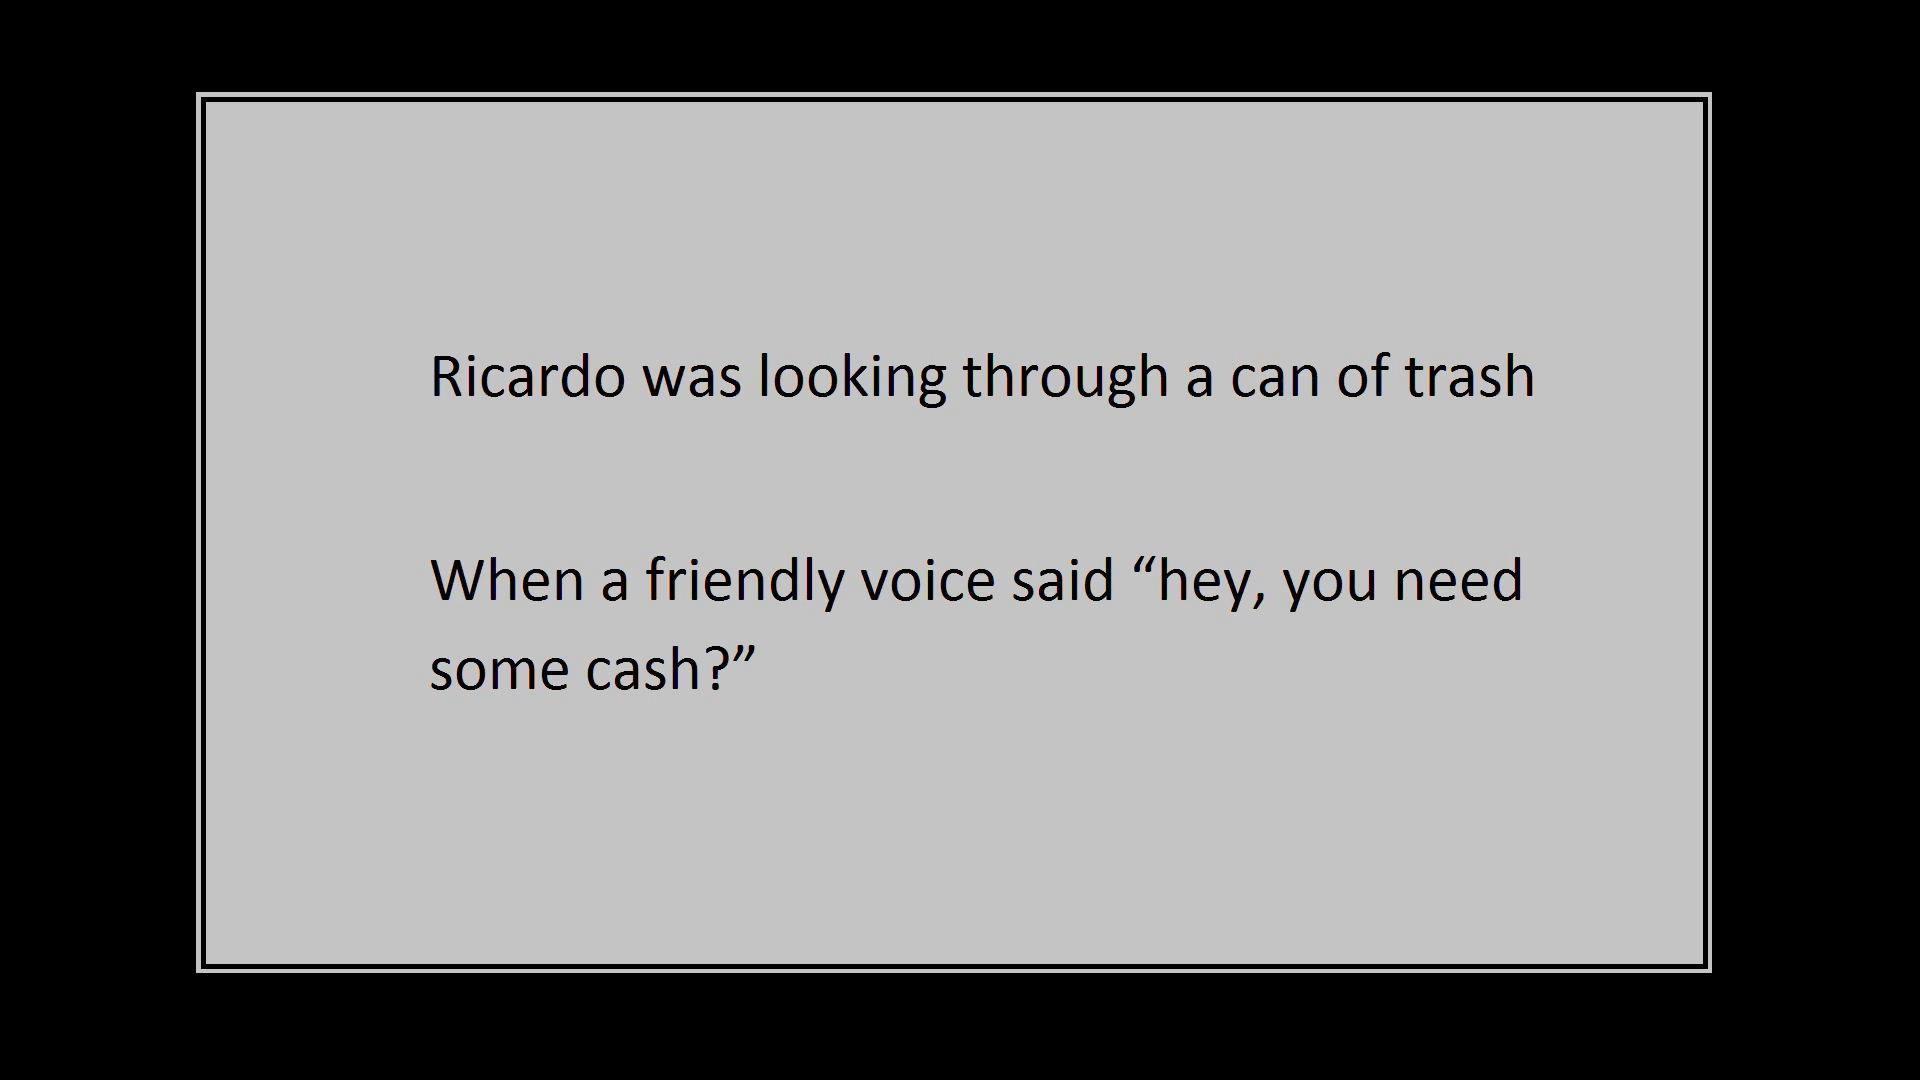 Ricardo was looking through a can of trash
When a friendly voice said “hey, you need
some cash?”